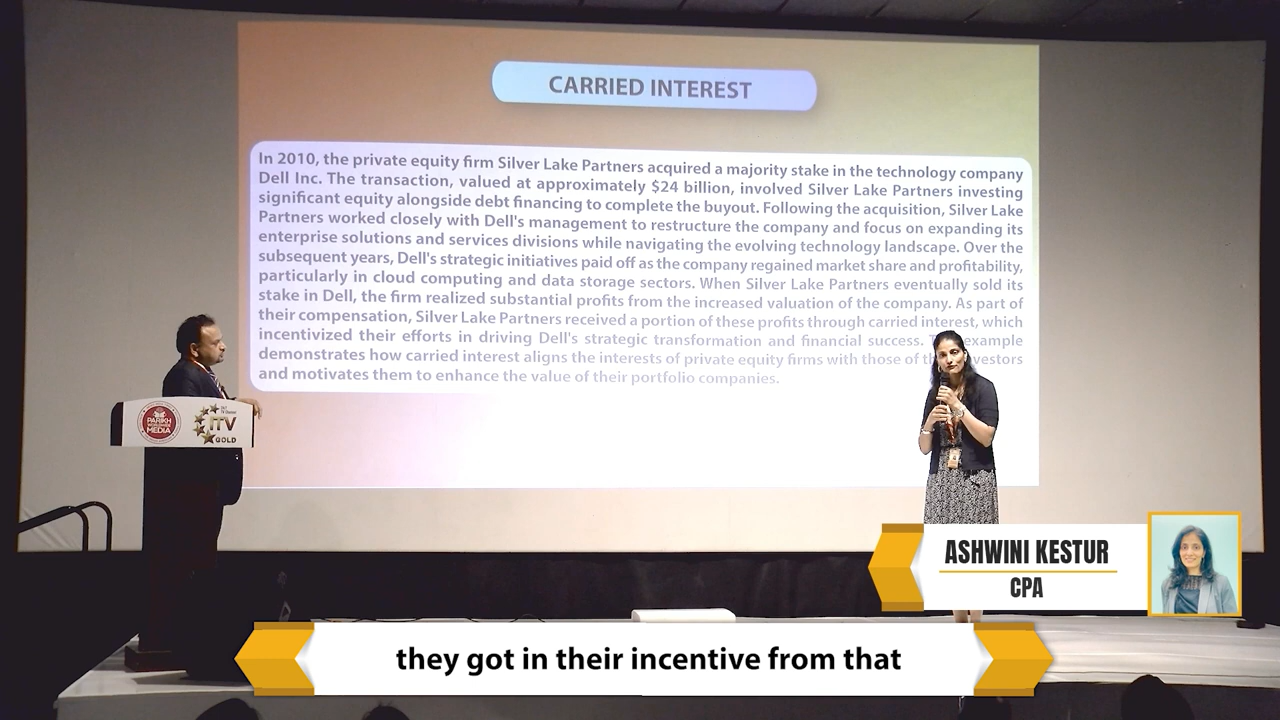 CARRIED INTEREST
In 2010, the private equity firm Silver Lake Partners acquired a majority stake in the technology company
Dell Inc. The transaction, valued at approximately $24 billion, involved Silver Lake Partners investing
significant equity alongside debt financing to complete the buyout. Following the acquisition, Silver Lake
Partners worked closely with Dell's management to restructure the company and focus on expanding its
enterprise solutions and services divisions while navigating the evolving technology landscape. Over the
subsequent years, Dell's strategic initiatives paid off as the company regained market share and profitability,
particularly in cloud computing and data storage sectors. When Silver Lake Partners eventually sold its
stake in Dell, the firm realized substantial profits from the increased valuation of the company. As part of
their compensation, Silver Lake Partners received a portion of these profits through carried interest, which
incentivized their efforts in driving Dell's strategic transformation and financial success. example
demonstrates how carried interest aligns the interests of private equity firms with those of
and motivates them to enhance the value of their portfolio companies.
PARIKH
MEDIA
ITV
GOLD
ASHWINI KESTUR
CPA
they got in their incentive from that